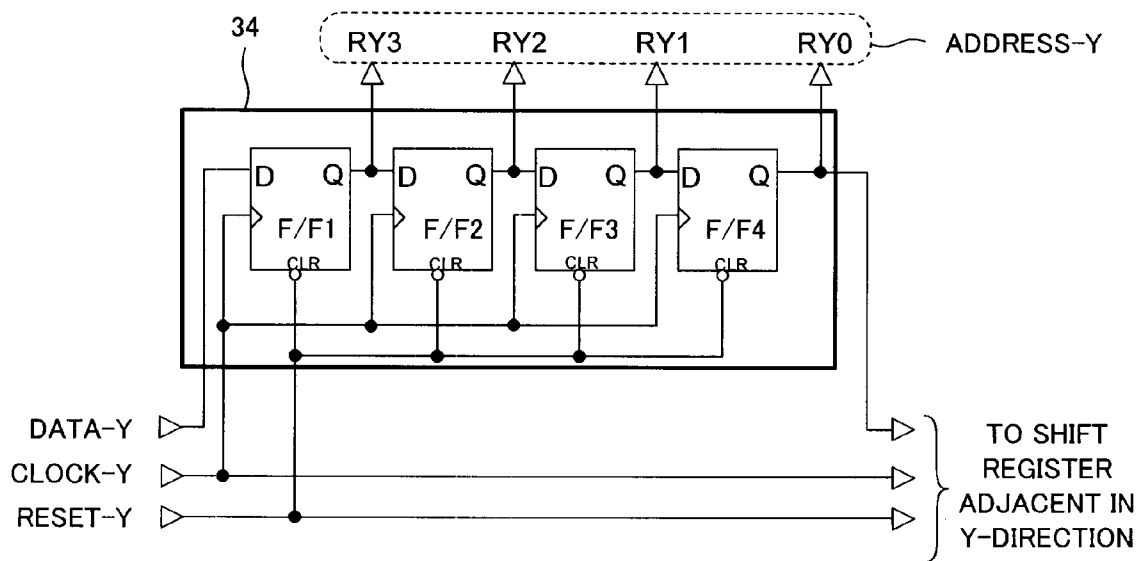 34
RY3 RY2 RY1 RY0
ADDRESS-Y
D Q D Q D Q D Q
F/F1 F/F2 F/F3 F/F4
CLR CLR CLR CLR
DATA-Y
CLOCK-Y
RESET-Y
TO SHIFT
REGISTER
ADJACENT IN
Y-DIRECTION